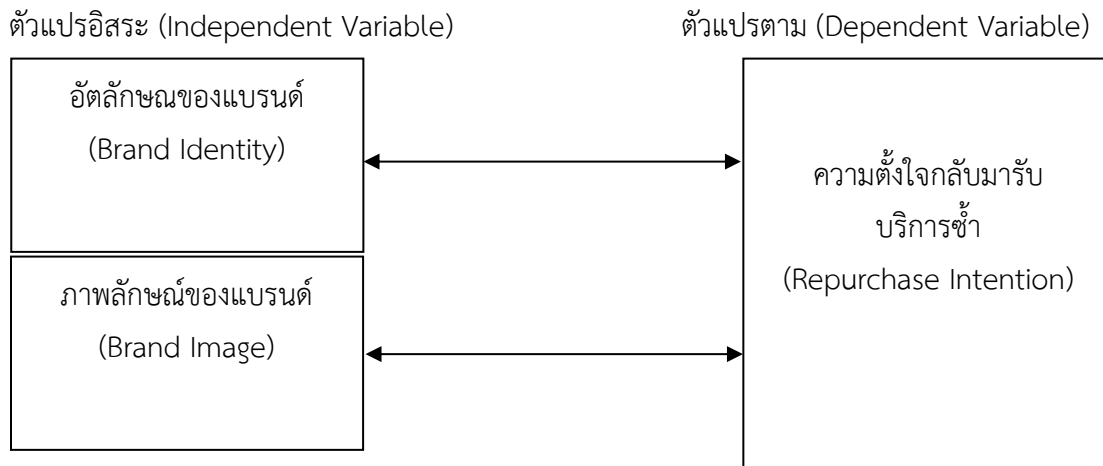 ตัวแปรอิสระ (Independent Variable)
ตัวแปรตาม (Dependent Variable)
อัตลักษณของแบรนด์
(Brand Identity)
ภาพลักษณ์ของแบรนด์
(Brand Image)
ความตั้งใจกลับมารับ
บริการซ้ำ
(Repurchase Intention)